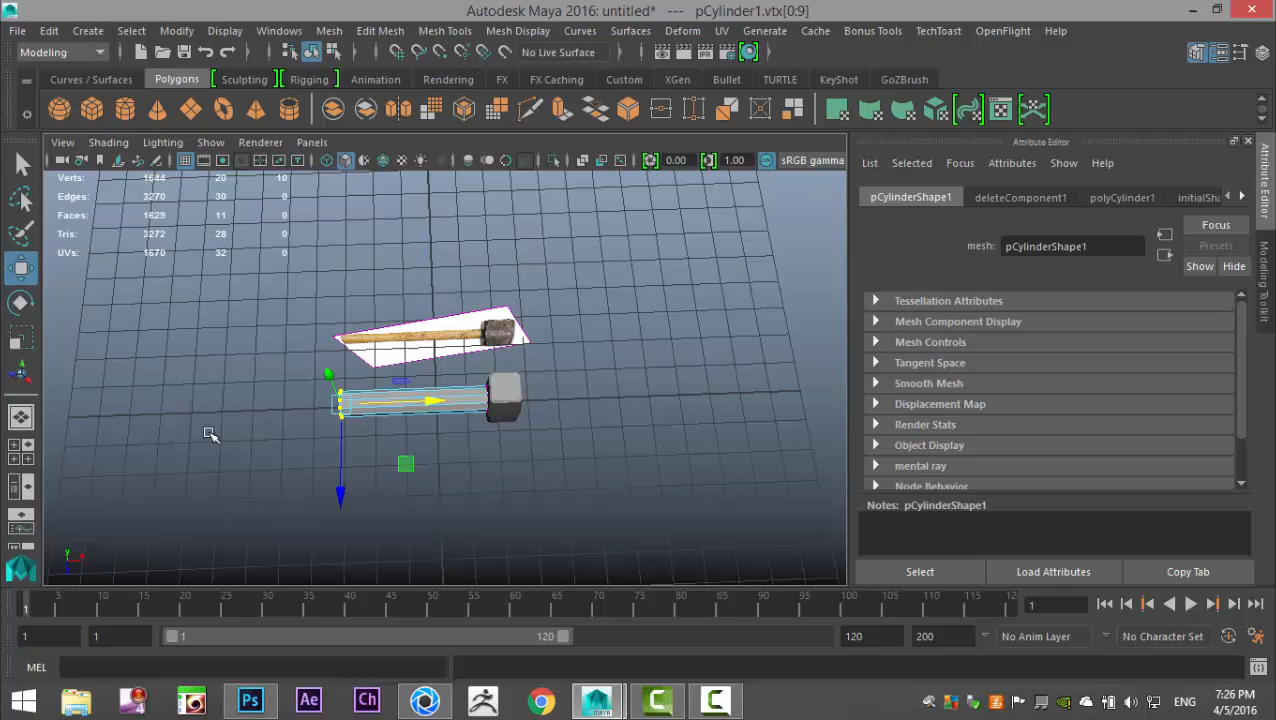 Autodesk Maya 2016: untitled* --- pCylinder1.vtx[0:9]
File Edit Create Select Modify Display Windows Mesh Edit Mesh Mesh Tools Mesh Display Curves Surfaces Deform UV Generate Cache Bonus Tools TechToast OpenFlight Help
Modeling No Live Surface
Curves / Surfaces Polygons Sculpting Rigging Animation Rendering FX FX Caching Custom XGen Bullet TURTLE KeyShot GoZBrush
View Shading Lighting Show Renderer Panels
0.00 1.00 sRGB gamma
Verts: 1644 20 10
Edges: 3270 30 0
Faces: 1629 11 0
Tris: 3272 28 0
UVs: 1670 32 0
y
Attribute Editor
List Selected Focus Attributes Show Help
pCylinderShape1 deleteComponent1 polyCylinder1 initialSha
Focus
mesh: pCylinderShape1
Presets
Show Hide
Tessellation Attributes
Mesh Component Display
Mesh Controls
Tangent Space
Smooth Mesh
Displacement Map
Render Stats
Object Display
mental ray
Node Behavior
Notes: pCylinderShape1
Select Load Attributes Copy Tab
Attribute Editor
Modeling Toolkit
1 5 10 15 20 25 30 35 40 45 50 55 60 65 70 75 80 85 90 95 100 105 110 115 12 1
1 1 1 120 120 200 No Anim Layer No Character Set
MEL
Ps Ae Ch MAYA C C ENG
7:26 PM
4/5/2016